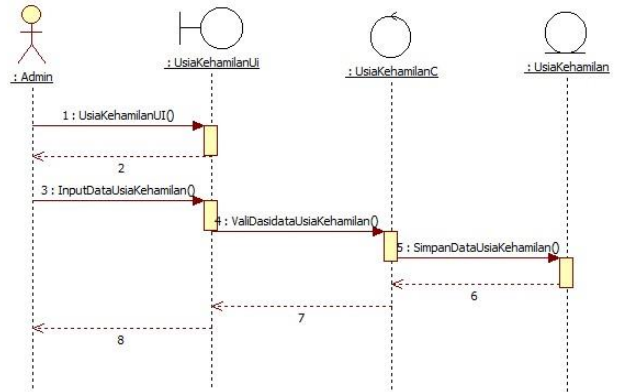 : Admin
: UsiaKehamilanUi
: UsiaKehamilanC
: UsiaKehamilan
1 : UsiaKehamilanUI()
2
3 : InputDataUsiaKehamilan()
4 : ValiDasidataUsiaKehamilan()
5 : SimpanDataUsiaKehamilan()
6
7
8